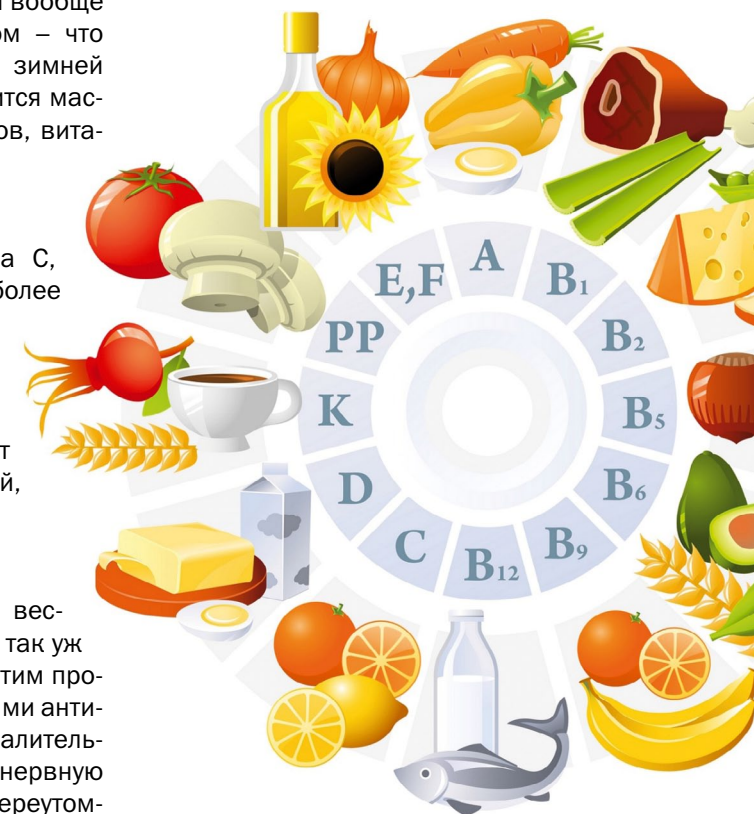 вообще
ом – что
зимней
ится мас-
ов, вита-
а С,
более
т
й,
вес-
так уж
тим про-
ми анти-
алитель-
нервную
ереутом-
A
B₁
B₂
B₅
B₆
B₉
B₁₂
C
D
K
PP
E,F